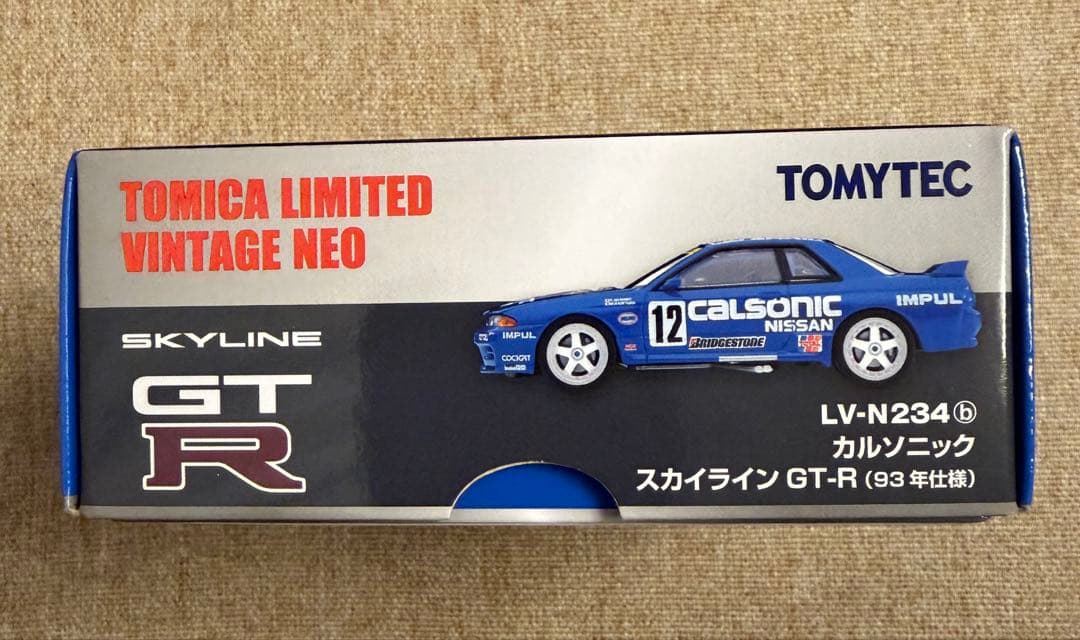 TOMICA LIMITED
VINTAGE NEO
TOMYTEC
SKYLINE
GT
R
IMPUL
12
CALSONIC
NISSAN
BRIDGESTONE
IMPUL
LV-N234ⓑ
カルソニック
スカイライン GT-R (93年仕様)